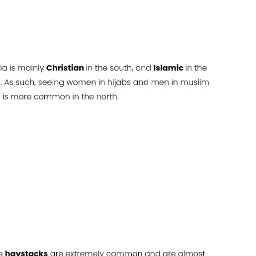 ia is mainly Christian in the south, and Islamic in the
. As such, seeing women in hijabs and men in muslim
is more common in the north.
haystacks are extremely common and are almost